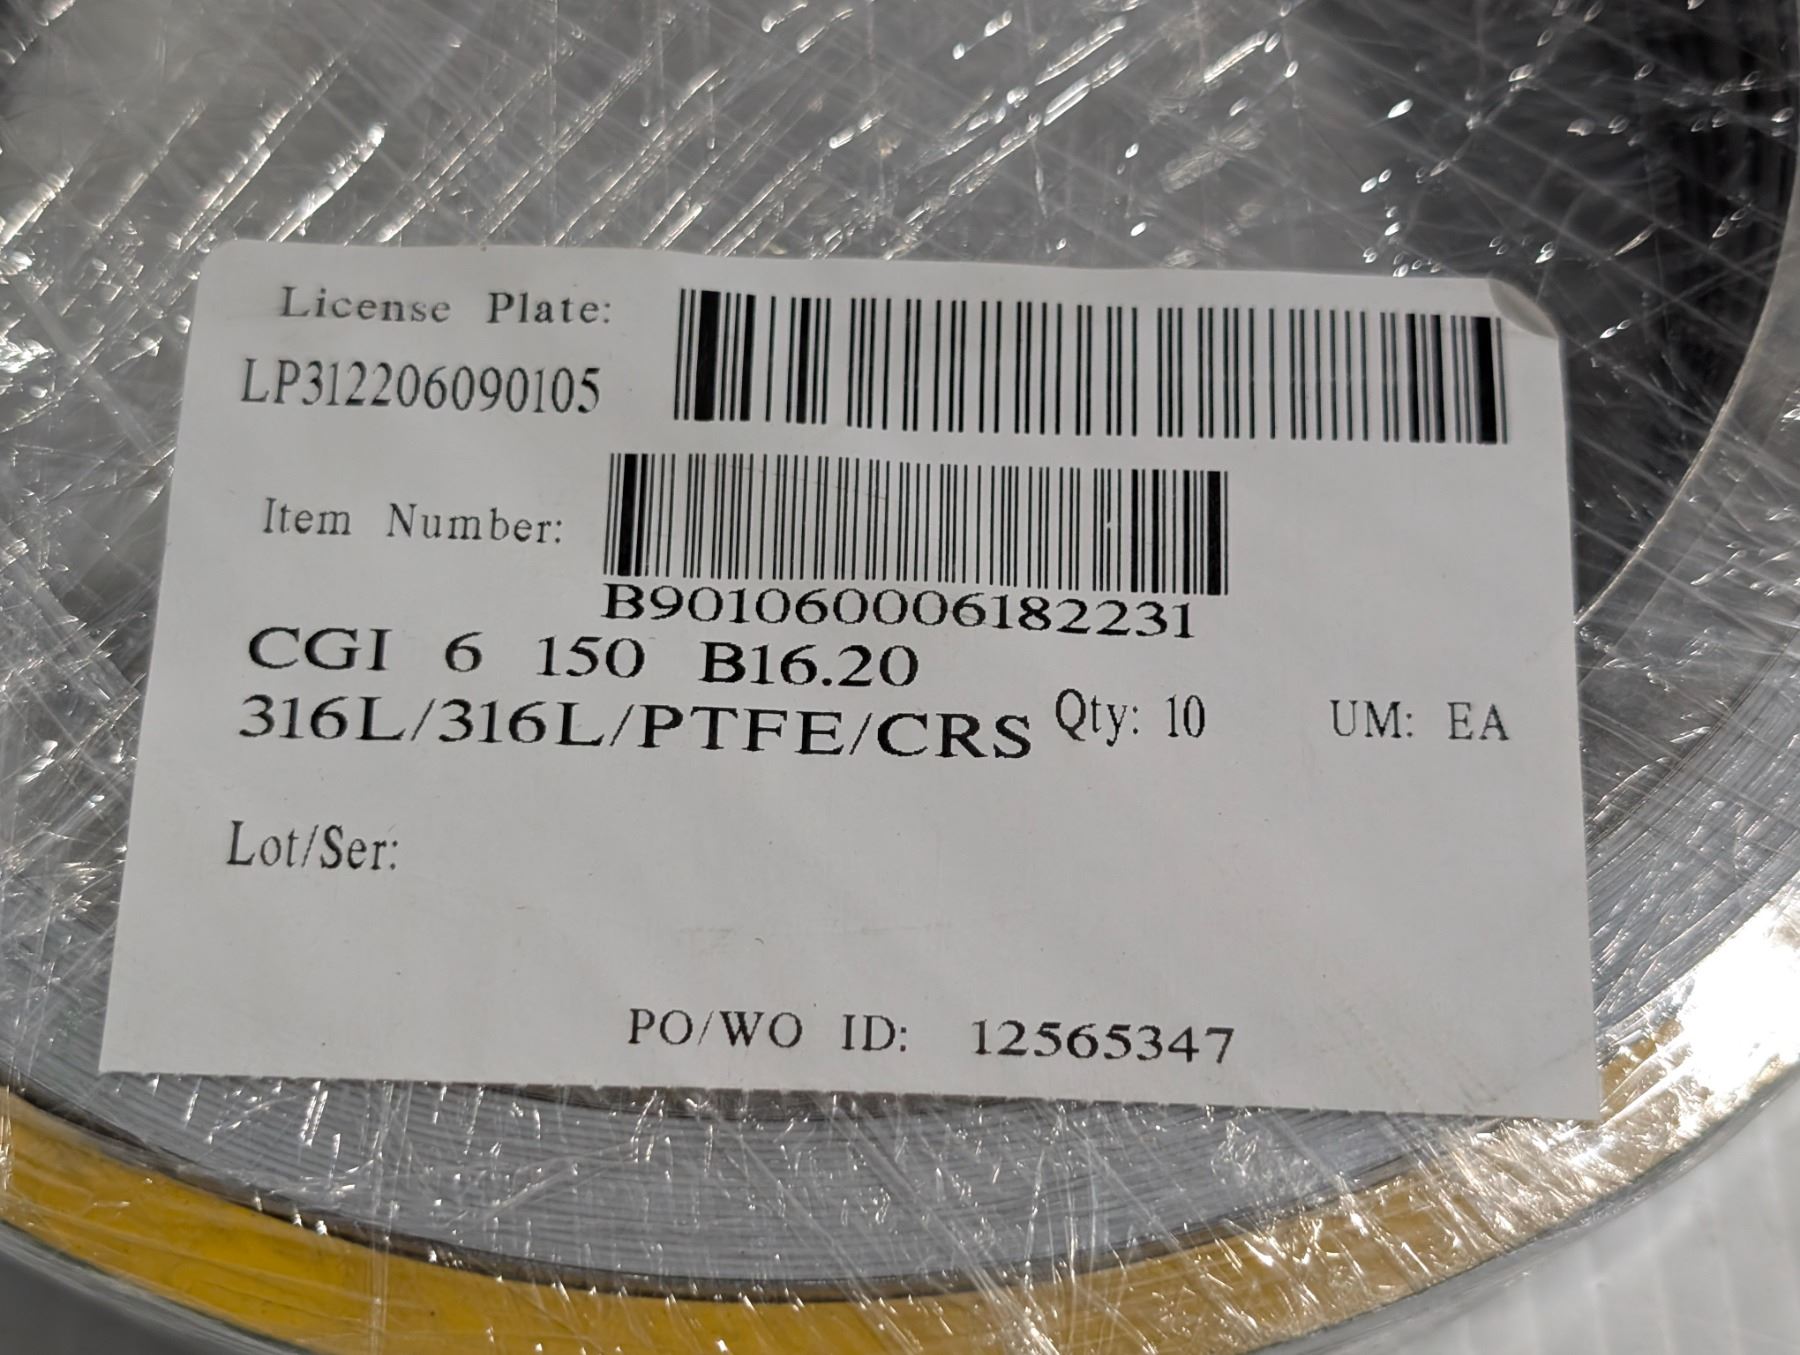 License Plate:
LP312206090105
Item Number:
B9010600006182231
CGI 6 150 B16.20
316L/316L/PTFE/CRS Qty: 10 UM: EA
Lot/Ser:
PO/WO ID: 12565347